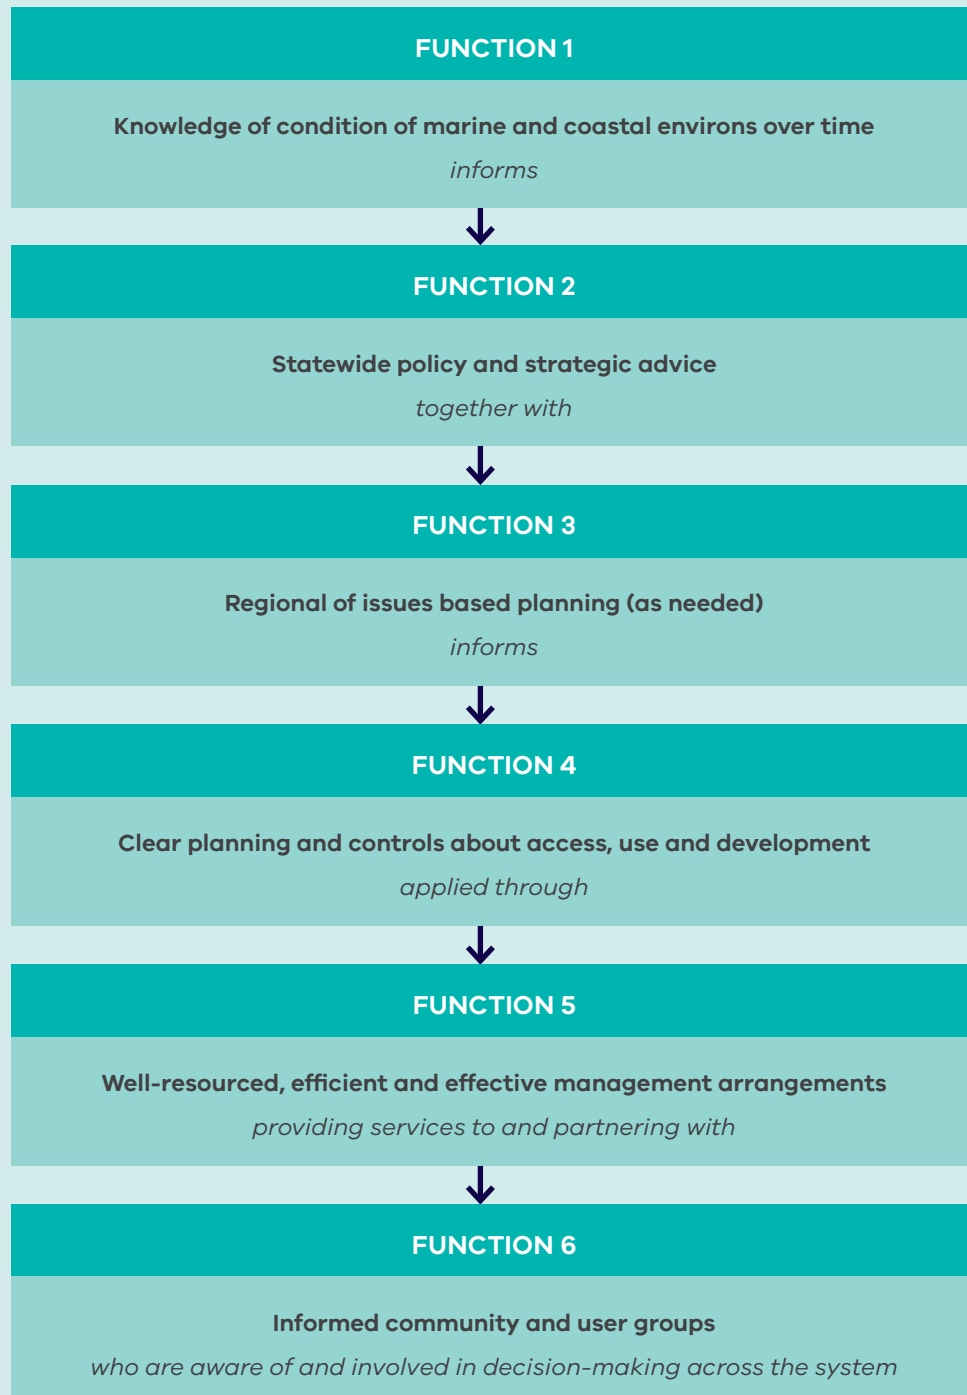 FUNCTION 1
Knowledge of condition of marine and coastal environs over time
informs
FUNCTION 2
Statewide policy and strategic advice
together with
FUNCTION 3
Regional of issues based planning (as needed)
informs
FUNCTION 4
Clear planning and controls about access, use and development
applied through
FUNCTION 5
Well-resourced, efficient and effective management arrangements
providing services to and partnering with
FUNCTION 6
Informed community and user groups
who are aware of and involved in decision-making across the system